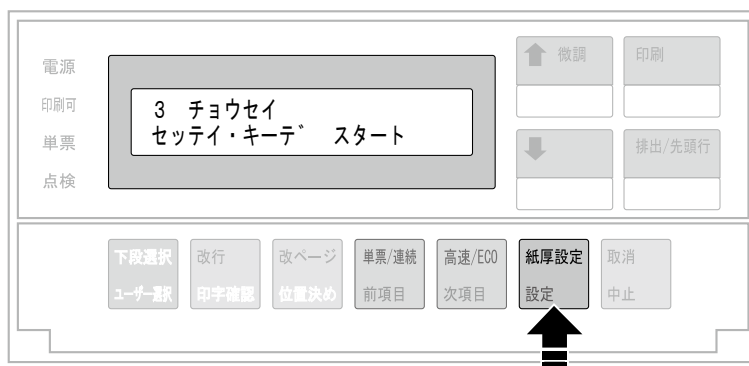 電源
印刷可
単票
点検
3 チョウセイ
セッテイ・キーデ゛ スタート
微調
印刷
排出/先頭行
下段選択
ユーザー選択
改行
印字確認
改ページ
位置決め
単票/連続
前項目
高速/ECO
次項目
紙厚設定
設定
取消
中止